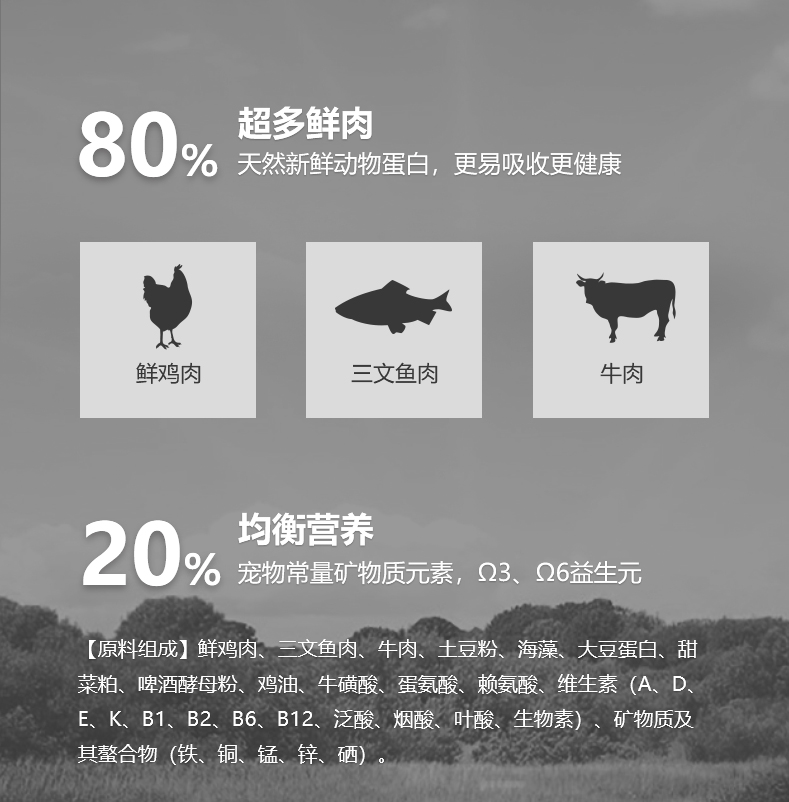 80%
超多鲜肉
天然新鲜动物蛋白，更易吸收更健康
鲜鸡肉
三文鱼肉
牛肉
20%
均衡营养
宠物常量矿物质元素，Ω3、Ω6益生元
【原料组成】鲜鸡肉、三文鱼肉、牛肉、土豆粉、海藻、大豆蛋白、甜
菜粕、啤酒酵母粉、鸡油、牛磺酸、蛋氨酸、赖氨酸、维生素（A、D、
E、K、B1、B2、B6、B12、泛酸、烟酸、叶酸、生物素）、矿物质及
其螯合物（铁、铜、锰、锌、硒）。